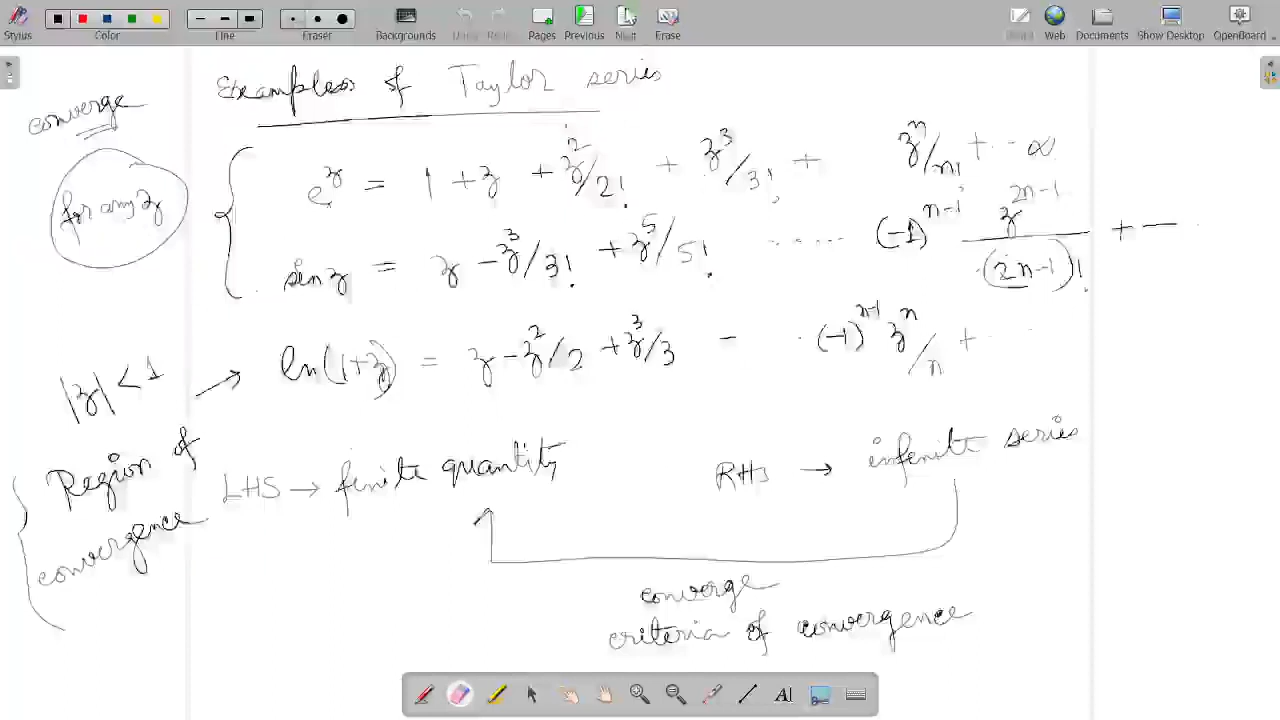 Stylus
Color
Line
Eraser
Backgrounds
Undo
Redo
Pages
Previous
Next
Erase
Board
Web
Documents
Show Desktop
OpenBoard
Examples of Taylor series
converge
for any z
e^z = 1 + z + z^2/2! + z^3/3! + z^n/n! + -- ∞
sin z = z - z^3/3! + z^5/5! ..... (-1)^{n-1} z^{2n-1}/(2n-1)! + —
|z| < 1 → ln(1+z) = z - z^2/2 + z^3/3 - . (-1)^{n-1} z^n/n + ...
Region of convergence
LHS → finite quantity
RHS → infinite series
converge
criteria of convergence
AI